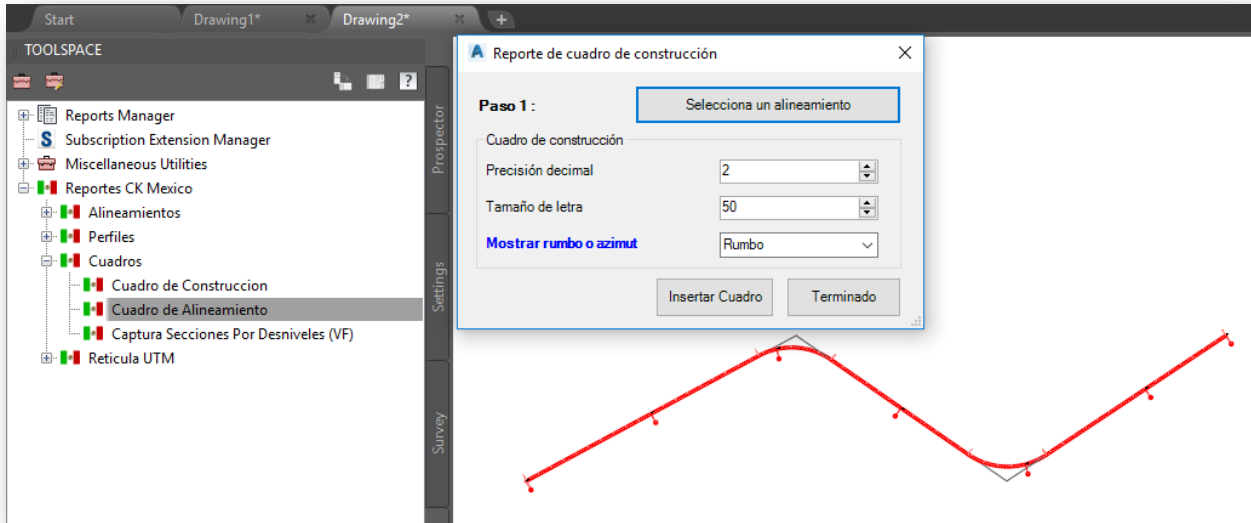 Start
Drawing1*
Drawing2*
TOOLSPACE
Reports Manager
Subscription Extension Manager
Miscellaneous Utilities
Reportes CK Mexico
Alineamientos
Perfiles
Cuadros
Cuadro de Construccion
Cuadro de Alineamiento
Captura Secciones Por Desniveles (VF)
Reticula UTM
Prospector
Settings
Survey
Reporte de cuadro de construcción
Paso 1 :
Selecciona un alineamiento
Cuadro de construcción
Precisión decimal
2
Tamaño de letra
50
Mostrar rumbo o azimut
Rumbo
Insertar Cuadro
Terminado